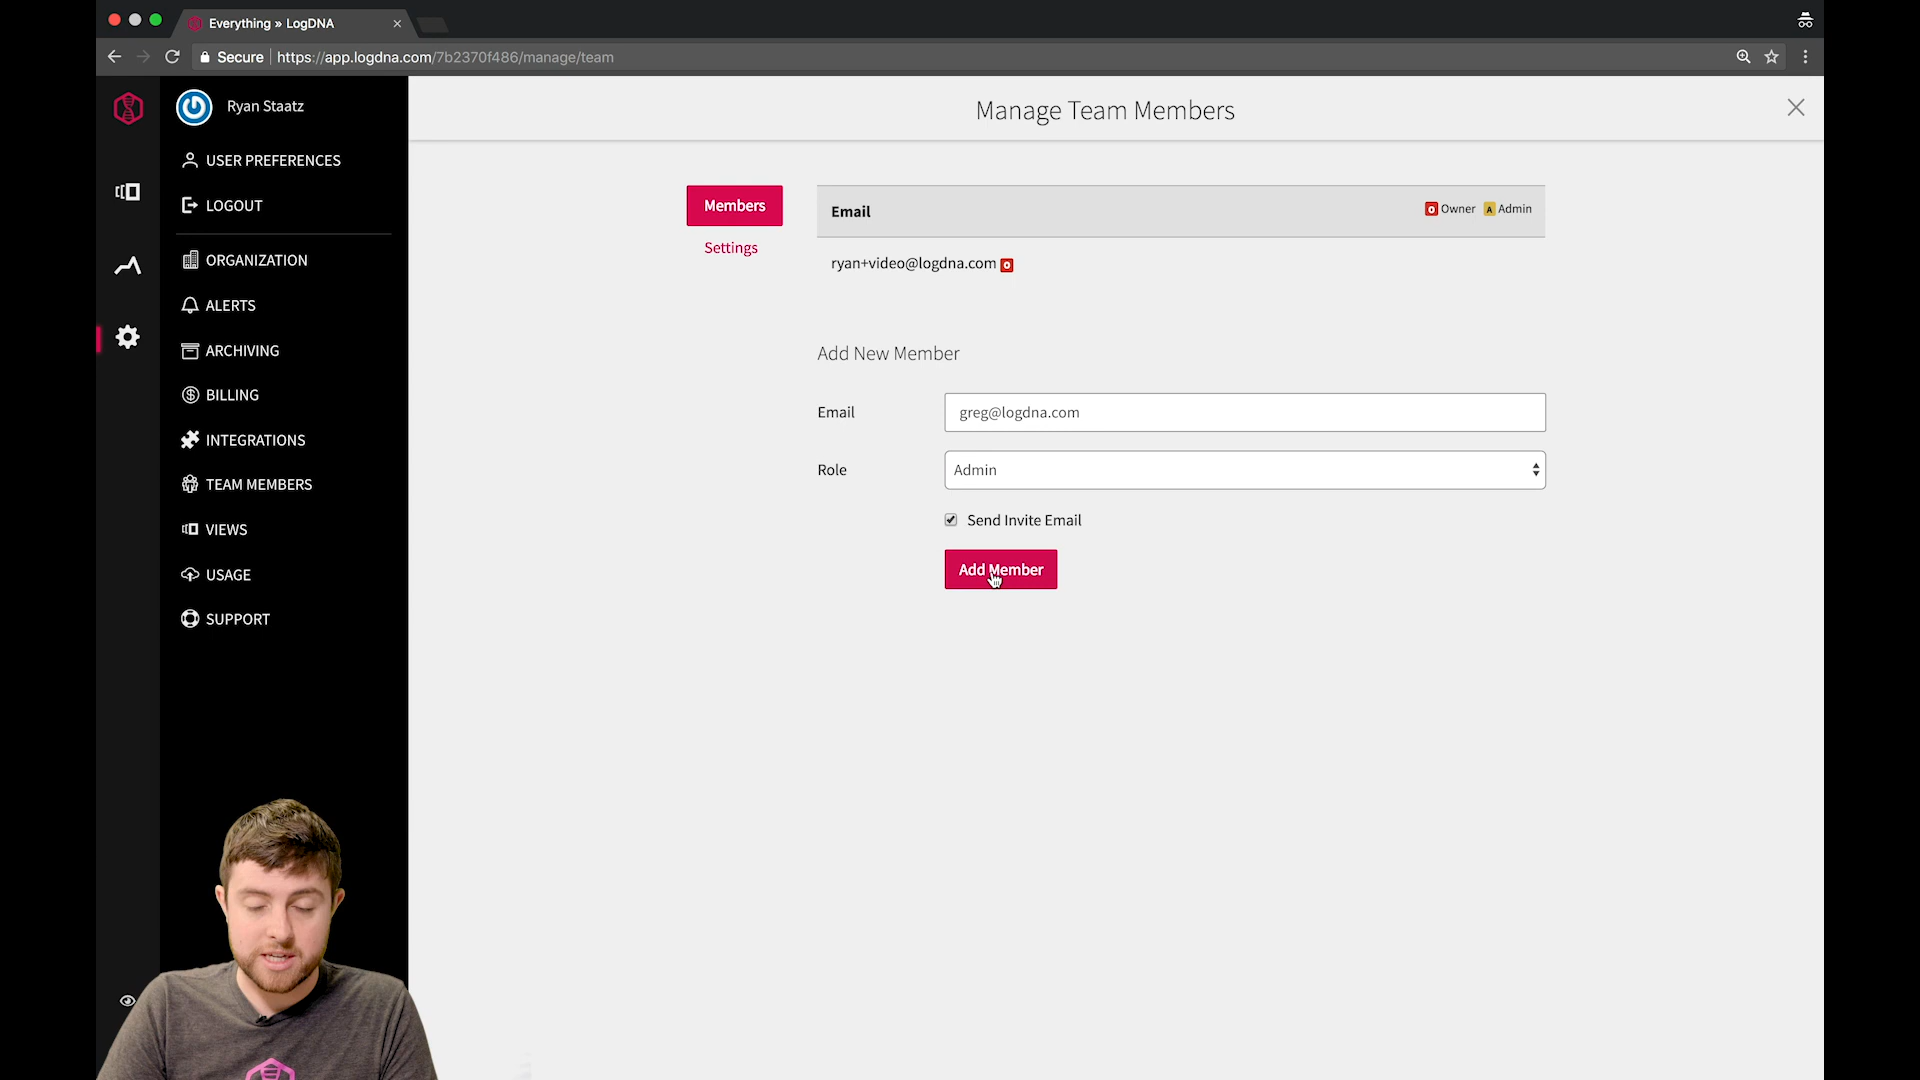 Everything » LogDNA
Secure https://app.logdna.com/7b2370f486/manage/team
Ryan Staatz
USER PREFERENCES
LOGOUT
ORGANIZATION
ALERTS
ARCHIVING
BILLING
INTEGRATIONS
TEAM MEMBERS
VIEWS
USAGE
SUPPORT
Manage Team Members
Members
Settings
Email
O Owner A Admin
ryan+video@logdna.com O
Add New Member
Email greg@logdna.com
Role Admin
Send Invite Email
Add Member